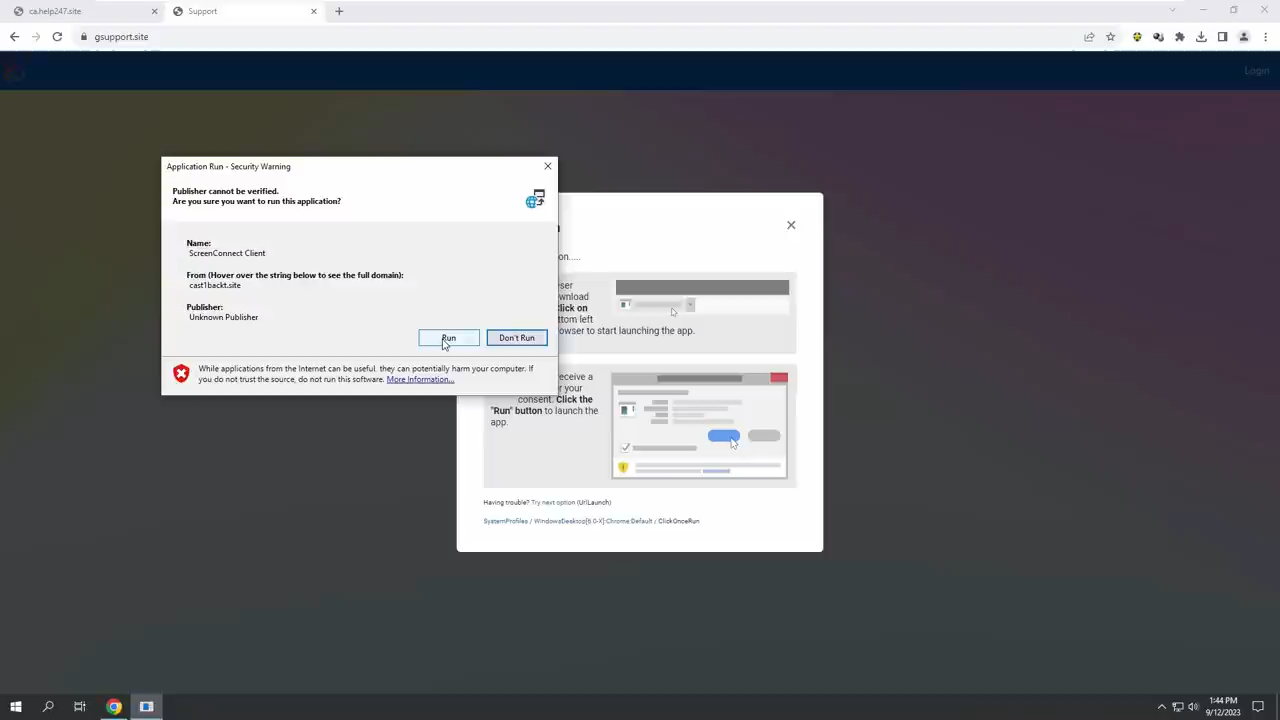 ca.help247.site
Support
gsupport.site
Login
Application Run - Security Warning
Publisher cannot be verified.
Are you sure you want to run this application?
Name:
ScreenConnect Client
From (Hover over the string below to see the full domain):
cast1backt.site
Publisher:
Unknown Publisher
Run
Don't Run
While applications from the Internet can be useful, they can potentially harm your computer. If
you do not trust the source, do not run this software. More Information...
on.....
lick on
ttom left
owser to start launching the app.
eceive a
r your
consent. Click the
"Run" button to launch the
app.
Having trouble? Try next option (UrlLaunch)
SystemProfiles / WindowsDesktop[6.0-X]:Chrome:Default / ClickOnceRun
1:44 PM
9/12/2023